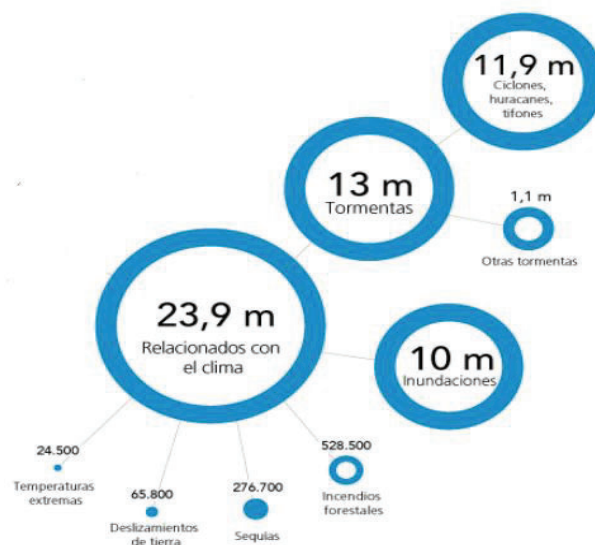 11,9 m
Ciclones,
huracanes,
tifones
13 m
Tormentas
1,1 m
Otras tormentas
23,9 m
Relacionados con
el clima
10 m
Inundaciones
24.500
Temperaturas
extremas
65.800
Deslizamientos
de tierra
276.700
Sequías
528.500
Incendios
forestales